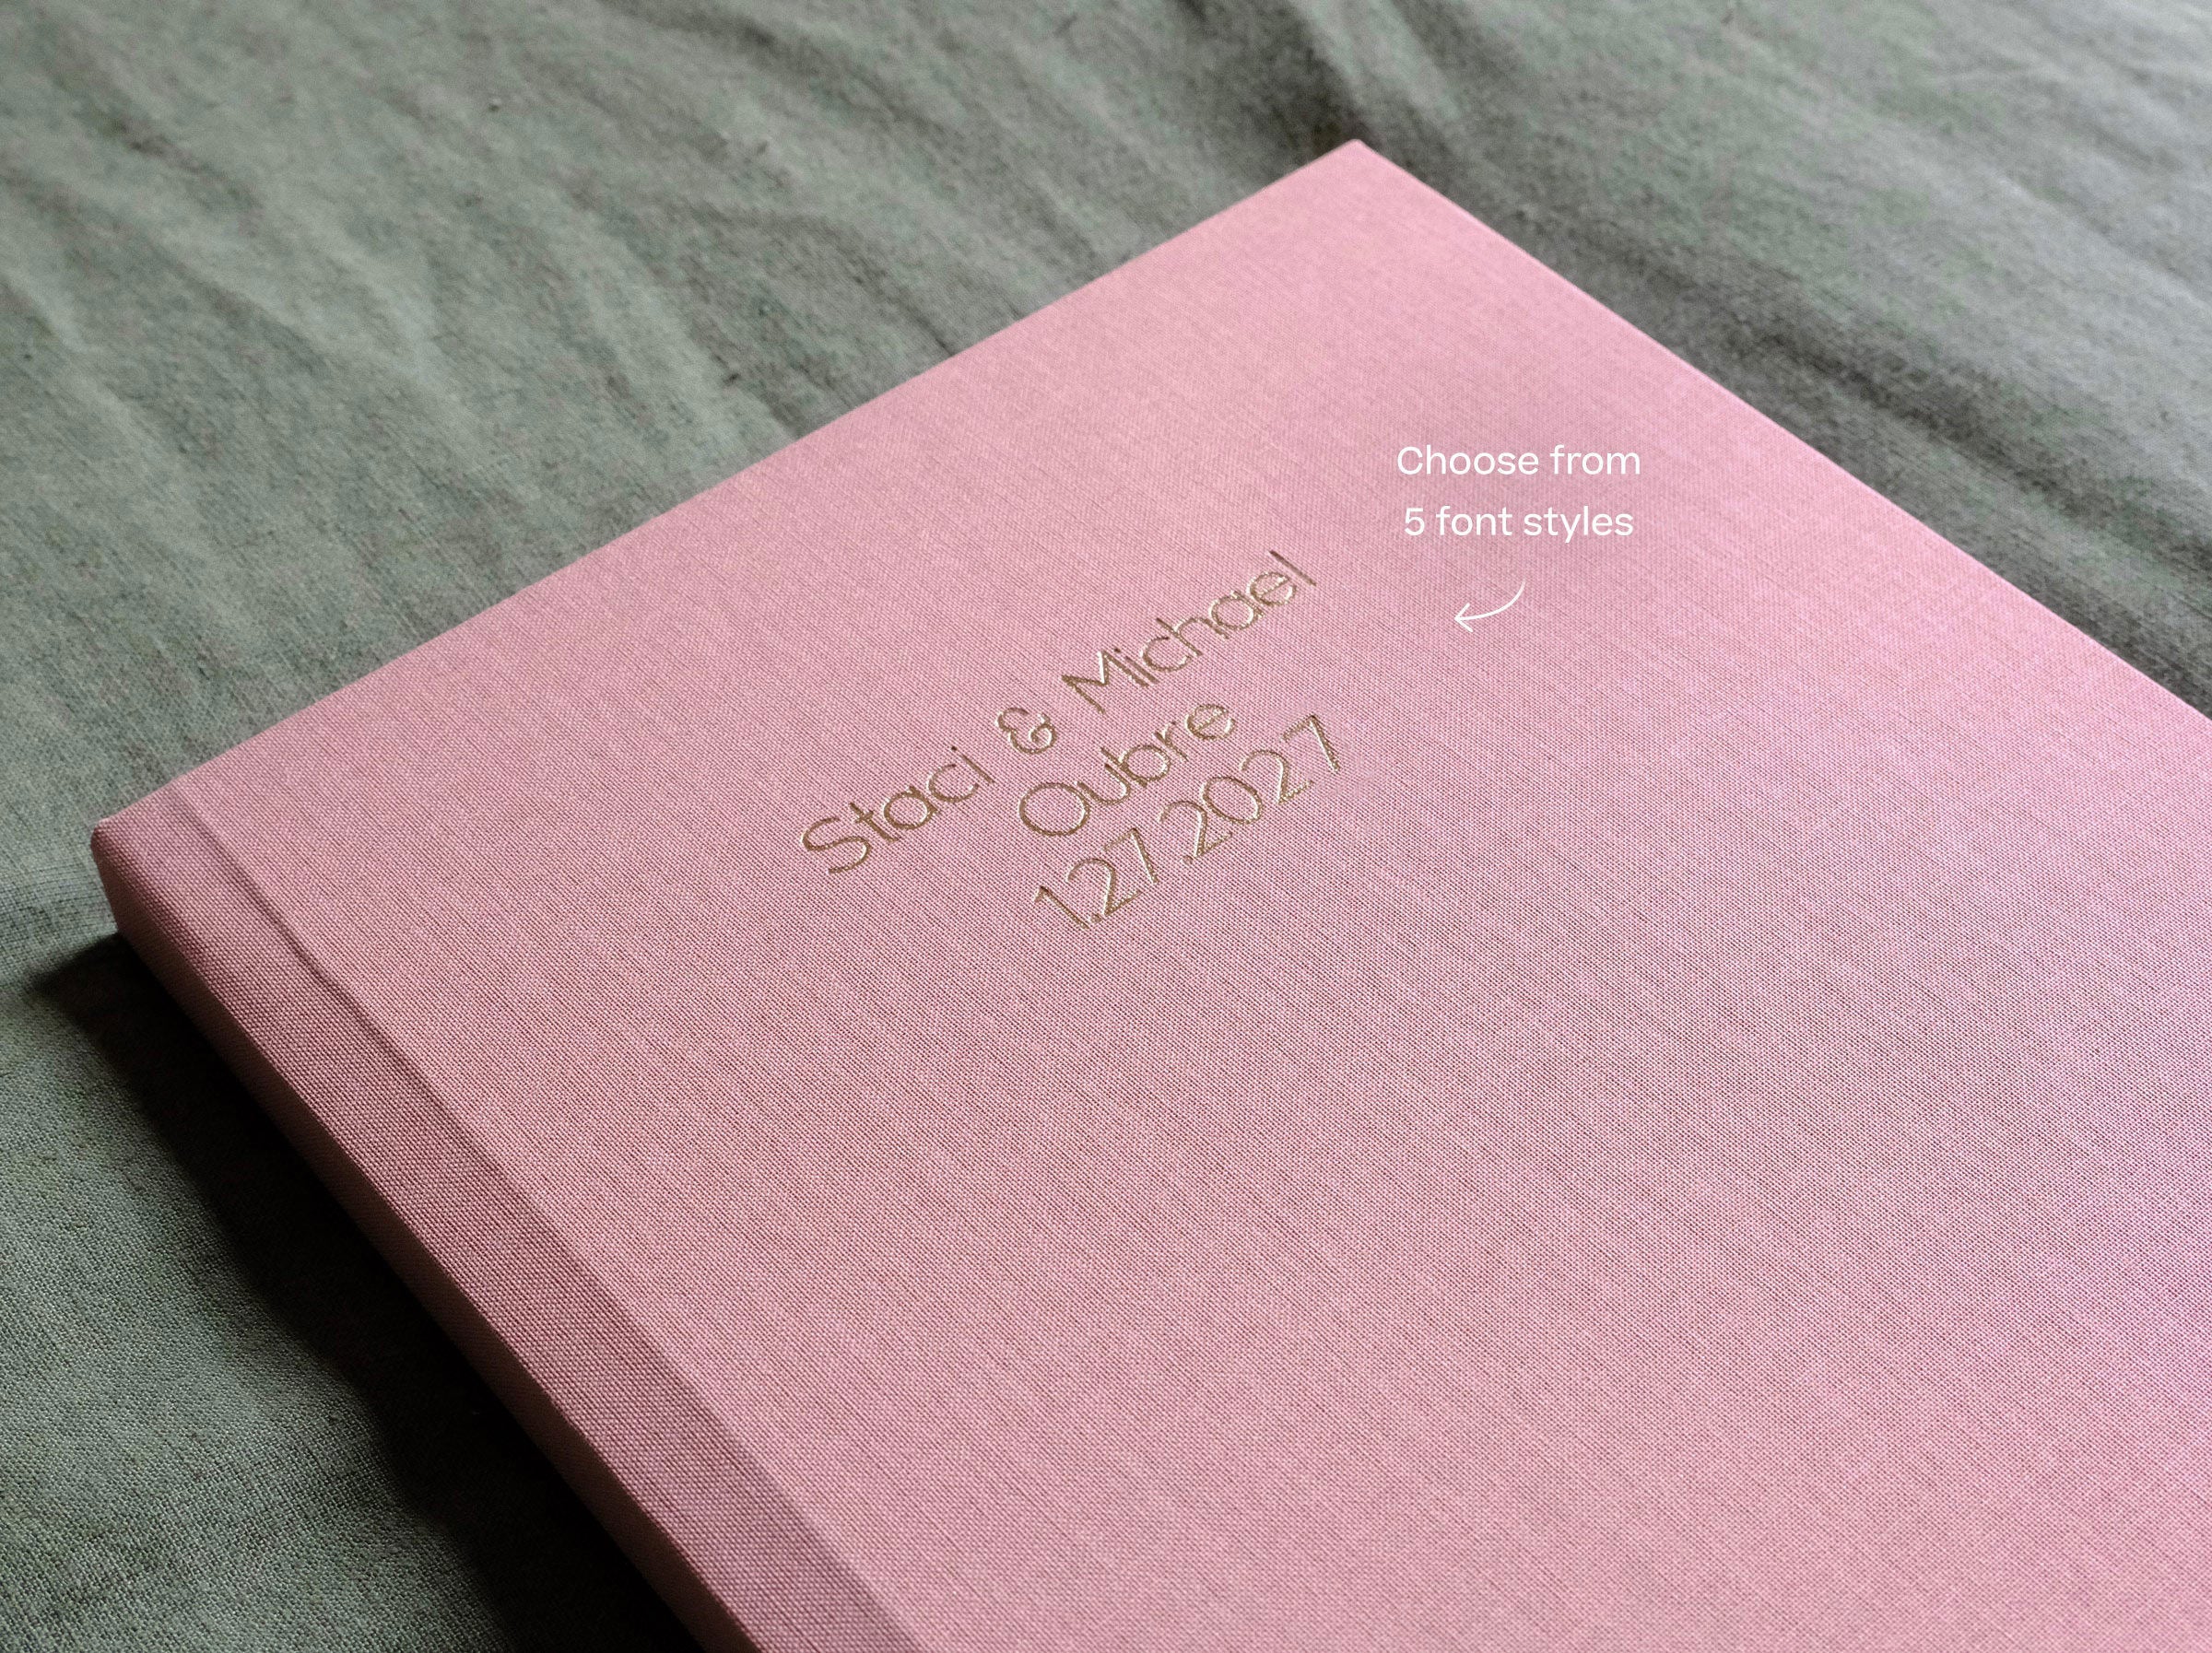 Choose from
5 font styles
Staci & Michael
Oubre
1.27.2027